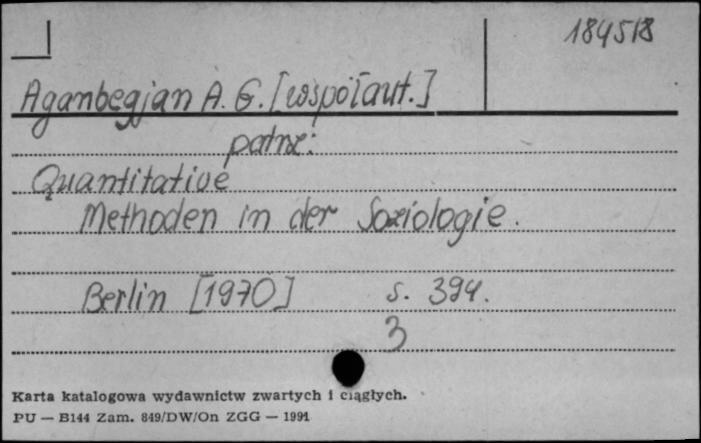 184518
Aganbegjan A. G. [współaut.]
patrz:
Quantitative
Methoden in der Soziologie.
Berlin [1970] s. 394.
3
Karta katalogowa wydawnictw zwartych i ciągłych.
PU — B144 Zam. 849/DW/On ZGG — 1991